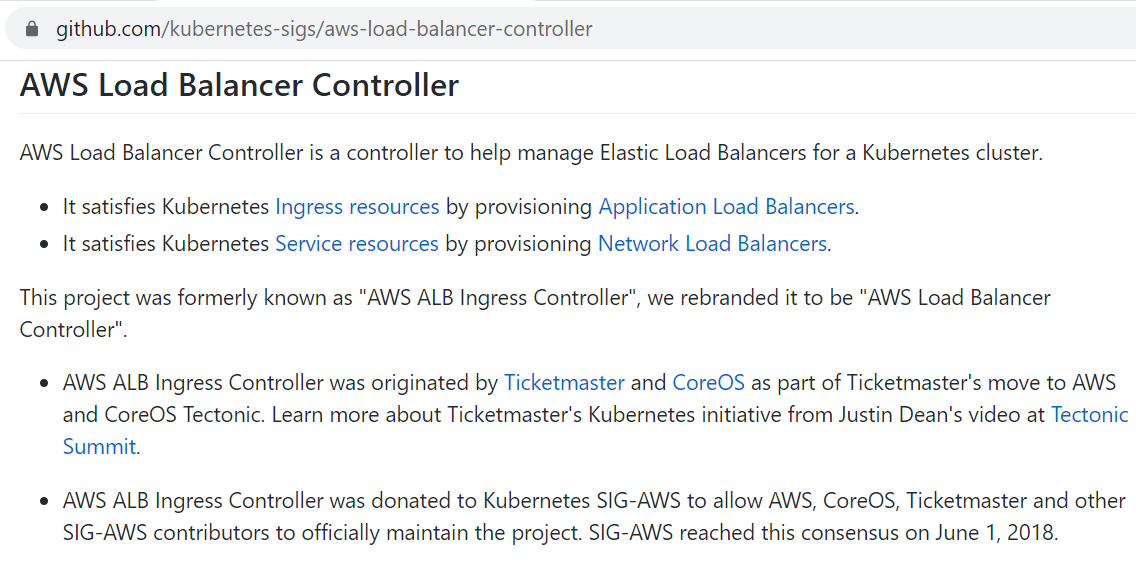 github.com/kubernetes-sigs/aws-load-balancer-controller
AWS Load Balancer Controller
AWS Load Balancer Controller is a controller to help manage Elastic Load Balancers for a Kubernetes cluster.
• It satisfies Kubernetes Ingress resources by provisioning Application Load Balancers.
• It satisfies Kubernetes Service resources by provisioning Network Load Balancers.
This project was formerly known as "AWS ALB Ingress Controller", we rebranded it to be "AWS Load Balancer
Controller".
• AWS ALB Ingress Controller was originated by Ticketmaster and CoreOS as part of Ticketmaster's move to AWS
and CoreOS Tectonic. Learn more about Ticketmaster's Kubernetes initiative from Justin Dean's video at Tectonic
Summit.
• AWS ALB Ingress Controller was donated to Kubernetes SIG-AWS to allow AWS, CoreOS, Ticketmaster and other
SIG-AWS contributors to officially maintain the project. SIG-AWS reached this consensus on June 1, 2018.